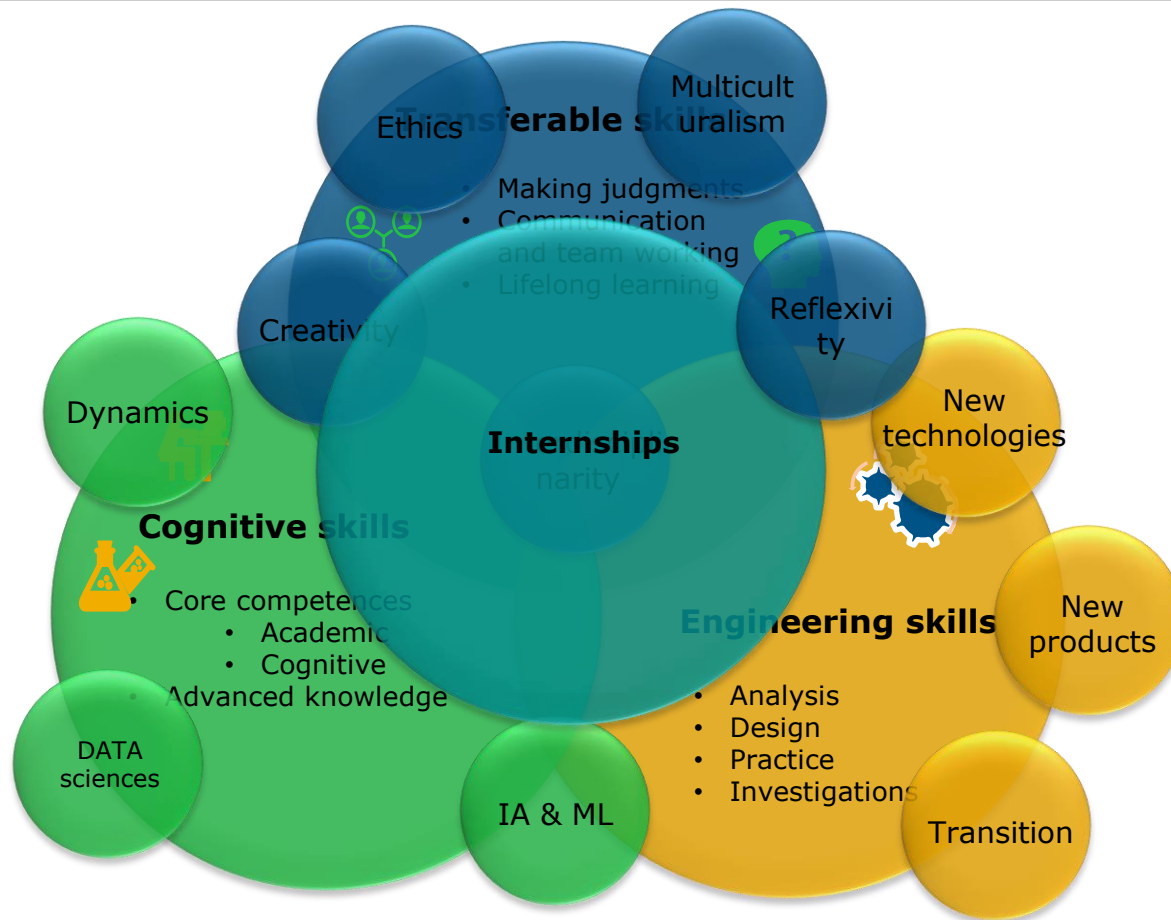 Multicult
uralism
Ethics
Transferable skills
• Making judgments
• Communication
and team working
• Lifelong learning
?
Creativity
Reflexivi
ty
Dynamics
New
technologies
Internships
narity
Cognitive skills
• Core competences
• Academic
• Cognitive
• Advanced knowledge
Engineering skills
• Analysis
• Design
• Practice
• Investigations
New
products
DATA
sciences
IA & ML
Transition